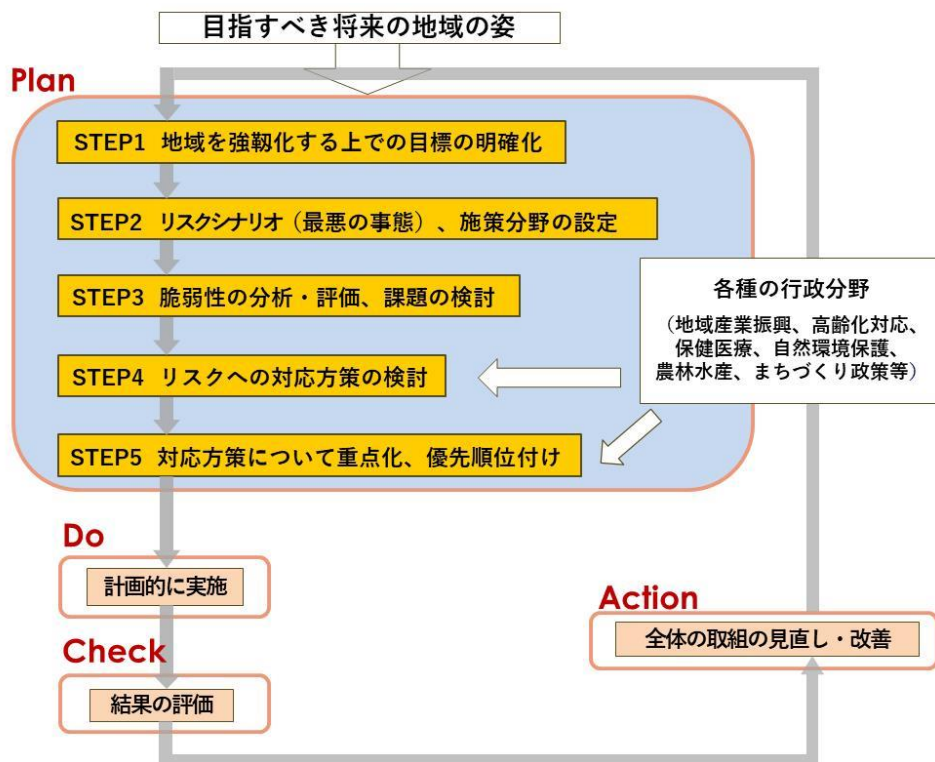 目指すべき将来の地域の姿
Plan
STEP1 地域を強靱化する上での目標の明確化
STEP2 リスクシナリオ（最悪の事態）、施策分野の設定
STEP3 脆弱性の分析・評価、課題の検討
STEP4 リスクへの対応方策の検討
STEP5 対応方策について重点化、優先順位付け
各種の行政分野
（地域産業振興、高齢化対応、
保健医療、自然環境保護、
農林水産、まちづくり政策等）
Do
計画的に実施
Check
結果の評価
Action
全体の取組の見直し・改善